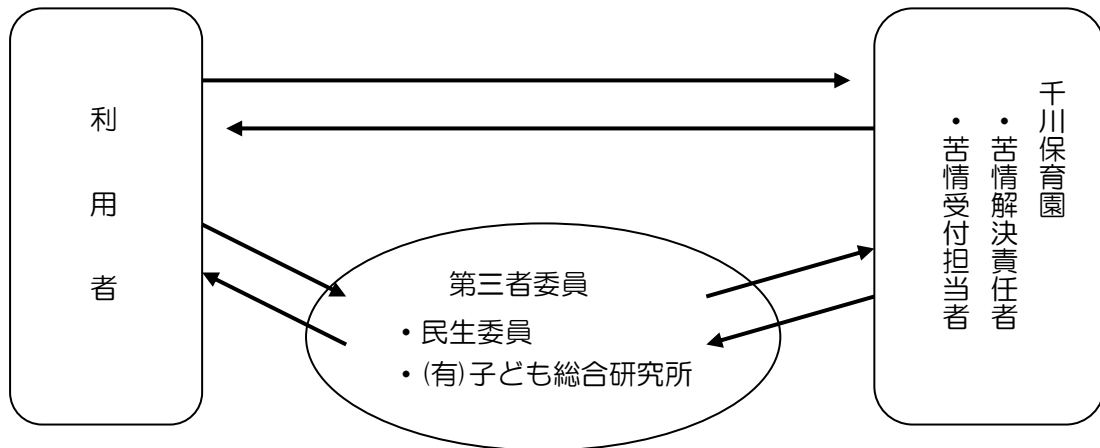 利用者
第三者委員
・民生委員
・(有)子ども総合研究所
千川保育園
・苦情解決責任者
・苦情受付担当者